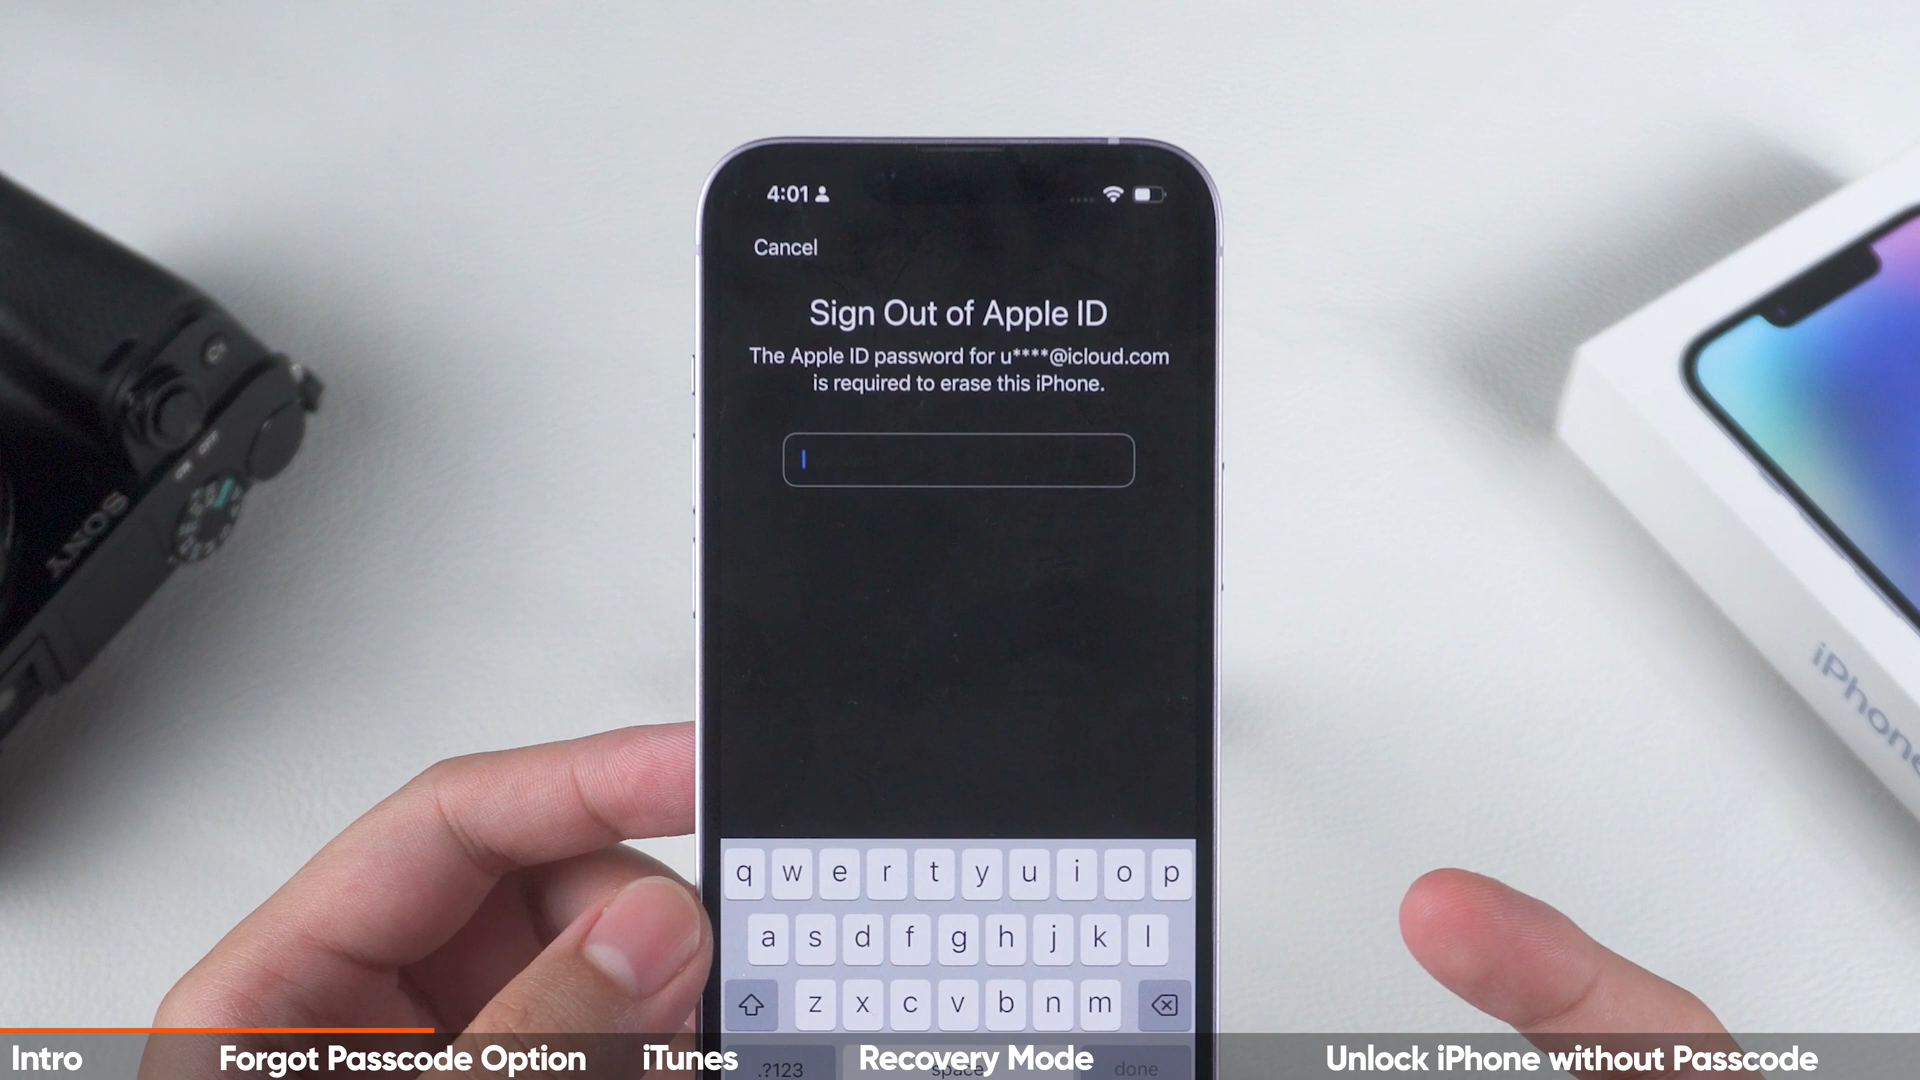 4:01
Cancel
Sign Out of Apple ID
The Apple ID password for u****@icloud.com
is required to erase this iPhone.
q w e r t y u i o p
a s d f g h j k l
z x c v b n m
.?123 space done
SONY
iPhone
Intro
Forgot Passcode Option
iTunes
Recovery Mode
Unlock iPhone without Passcode